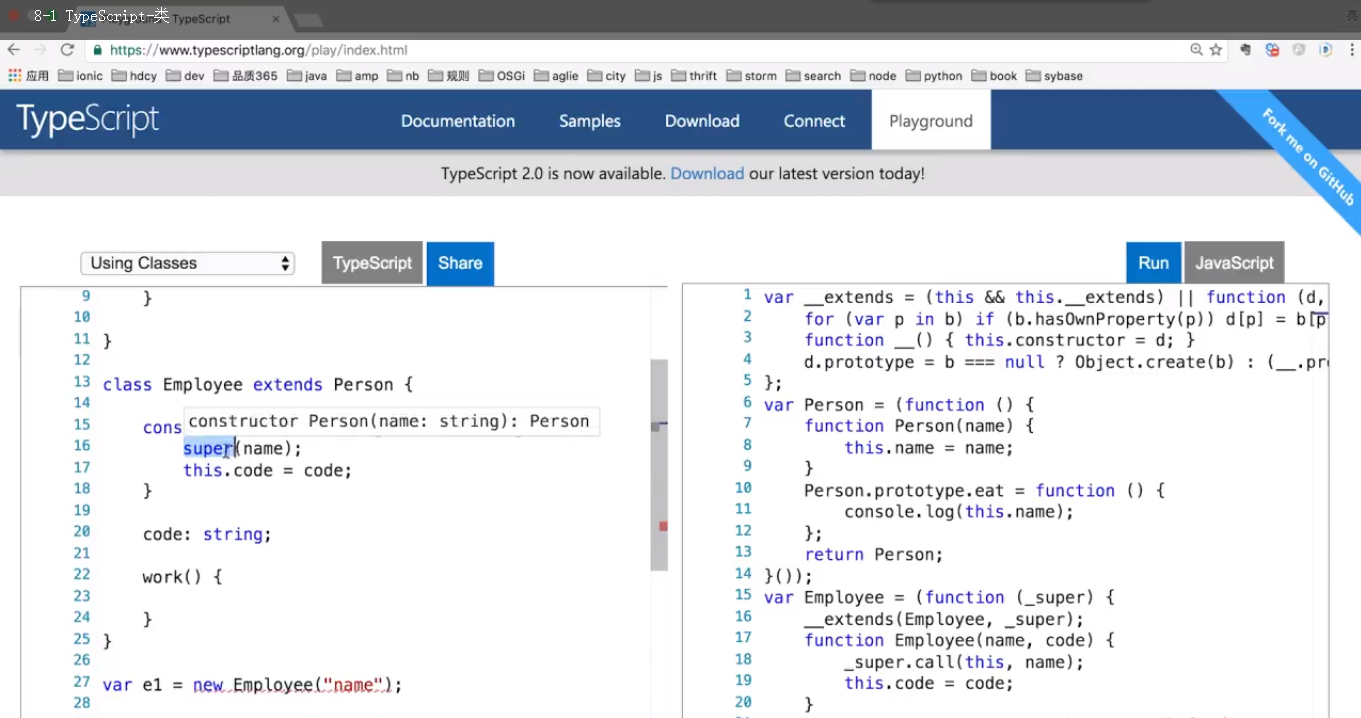 8-1 TypeScript-类
TypeScript
https://www.typescriptlang.org/play/index.html
应用 ionic hdcy dev 品质365 java amp nb 规则 OSGi aglie city js thrift storm search node python book sybase
TypeScript Documentation Samples Download Connect Playground
Fork me on GitHub
TypeScript 2.0 is now available. Download our latest version today!
Using Classes TypeScript Share Run JavaScript
9 }
10
11 }
12
13 class Employee extends Person {
14
constructor Person(name: string): Person
15 cons
16 super(name);
17 this.code = code;
18 }
19
20 code: string;
21
22 work() {
23
24 }
25 }
26
27 var e1 = new Employee("name");
28
1 var __extends = (this && this.__extends) || function (d,
2 for (var p in b) if (b.hasOwnProperty(p)) d[p] = b[p
3 function __() { this.constructor = d; }
4 d.prototype = b === null ? Object.create(b) : (__.pro
5 };
6 var Person = (function () {
7 function Person(name) {
8 this.name = name;
9 }
10 Person.prototype.eat = function () {
11 console.log(this.name);
12 };
13 return Person;
14 }());
15 var Employee = (function (_super) {
16 __extends(Employee, _super);
17 function Employee(name, code) {
18 _super.call(this, name);
19 this.code = code;
20 }